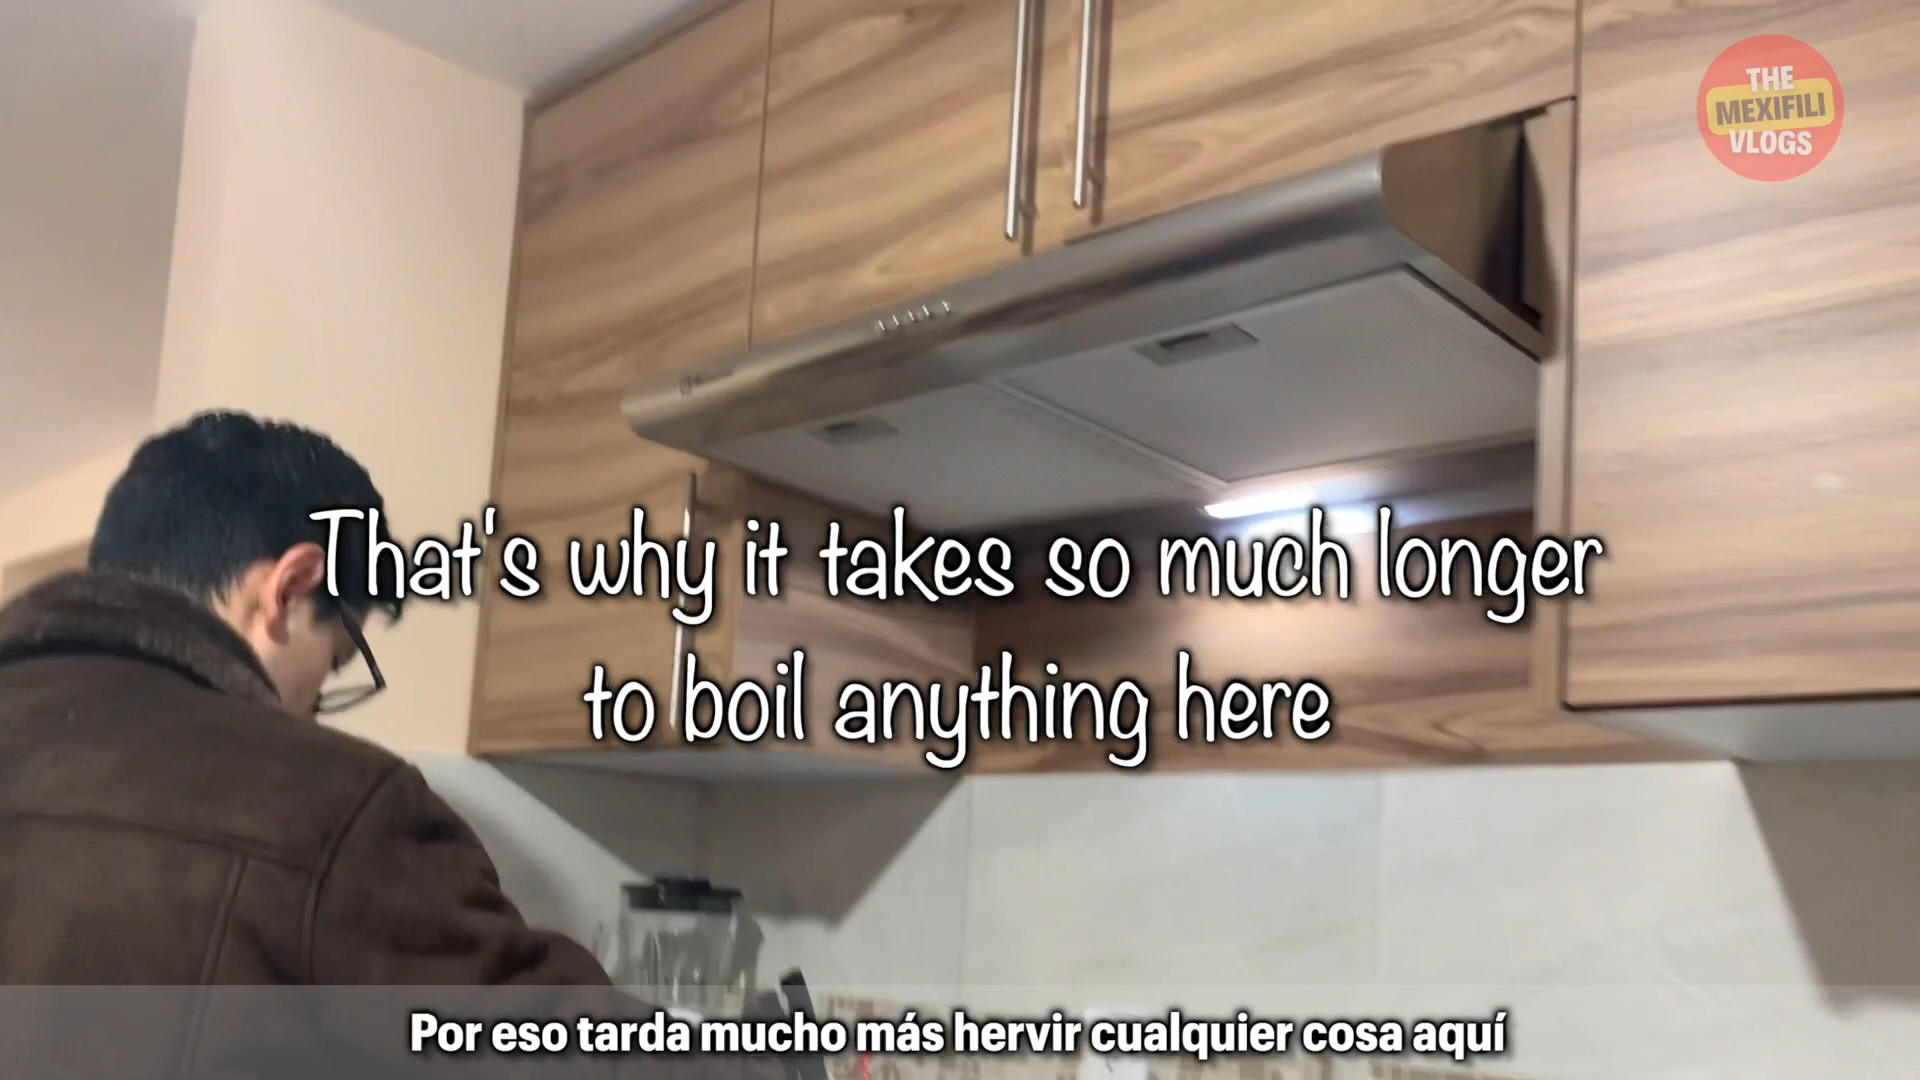 THE
MEXIFILI
VLOGS
That's why it takes so much longer
to boil anything here
Por eso tarda mucho más hervir cualquier cosa aquí